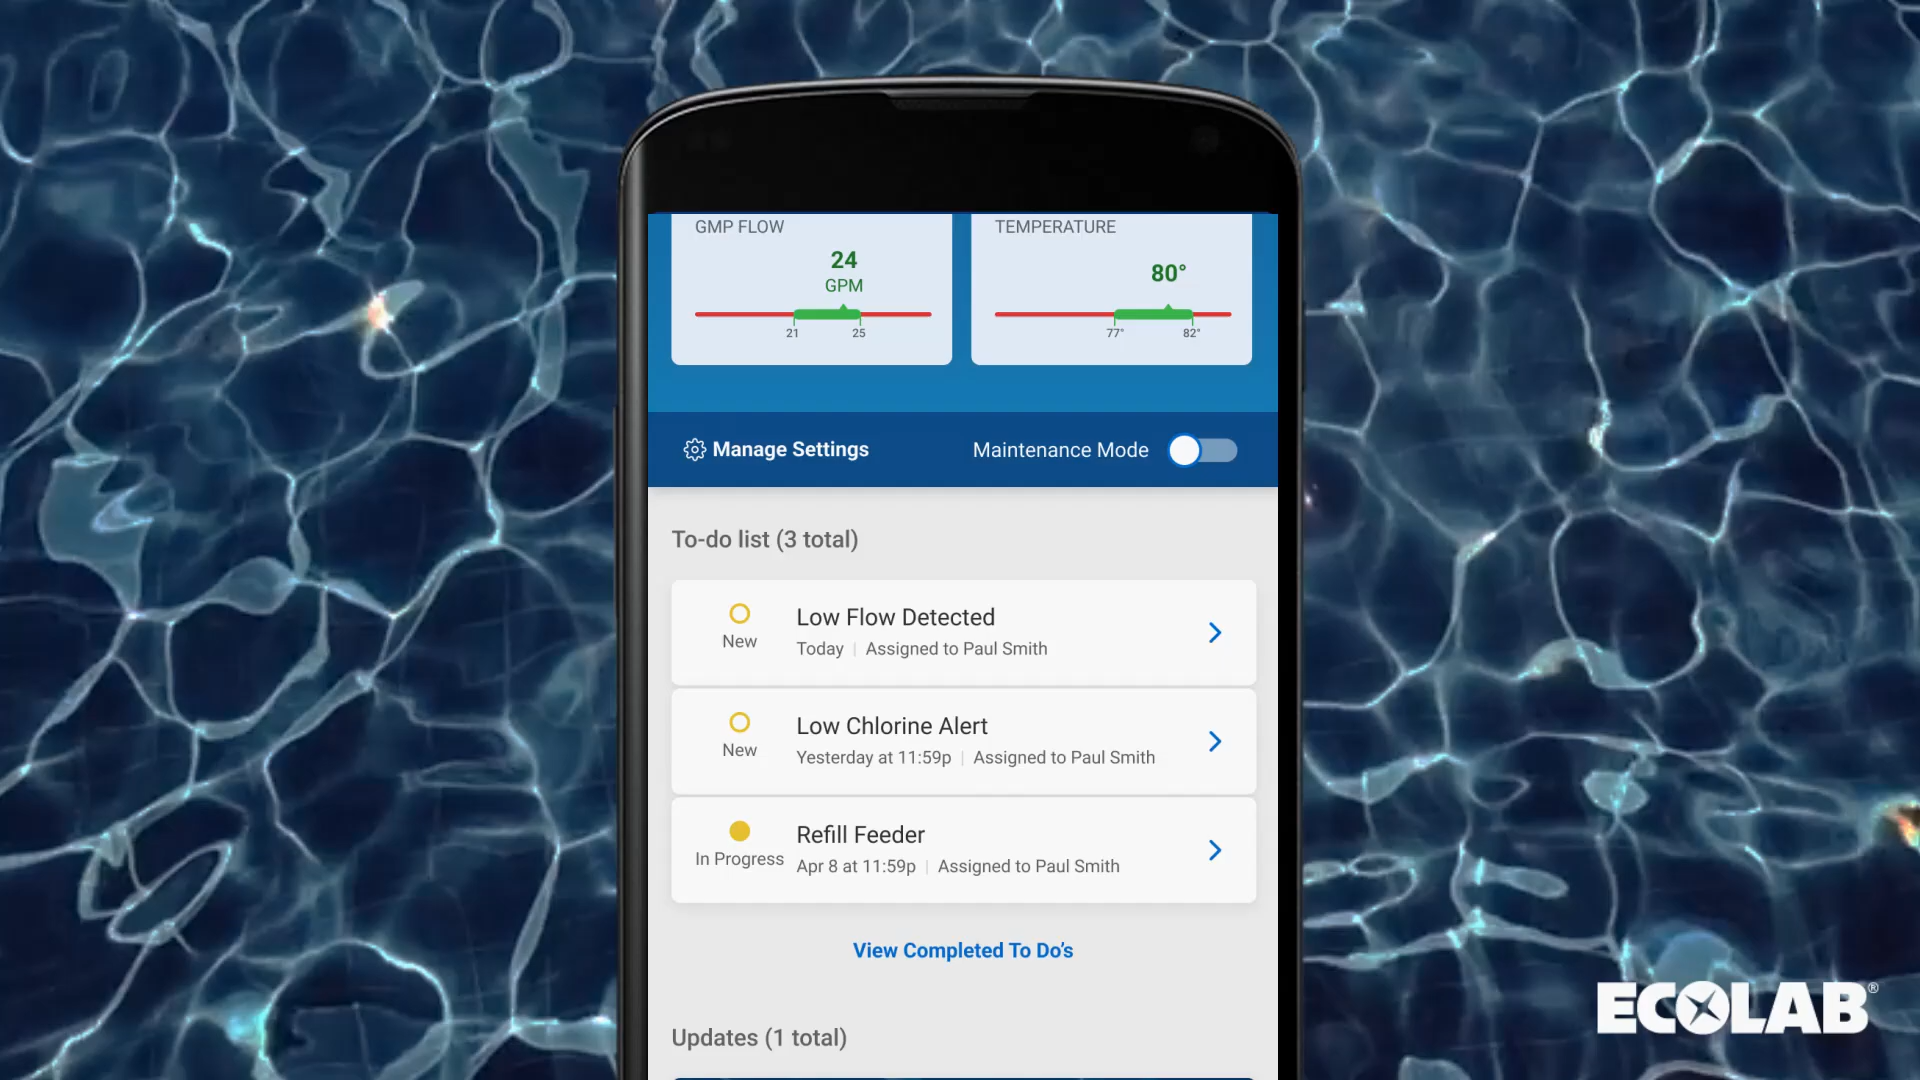 GMP FLOW
24
GPM
21 25
TEMPERATURE
80°
77° 82°
Manage Settings
Maintenance Mode
To-do list (3 total)
New
Low Flow Detected
Today | Assigned to Paul Smith
New
Low Chlorine Alert
Yesterday at 11:59p | Assigned to Paul Smith
In Progress
Refill Feeder
Apr 8 at 11:59p | Assigned to Paul Smith
View Completed To Do's
Updates (1 total)
ECOLAB®